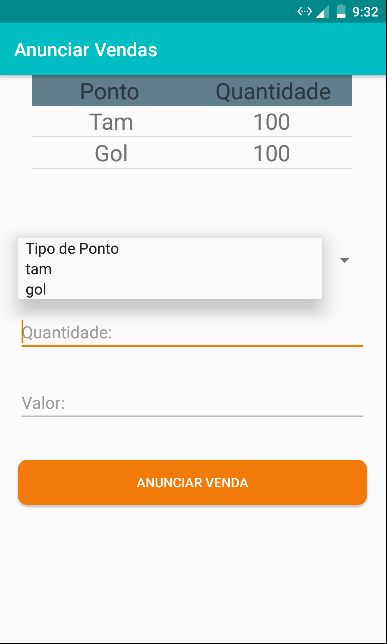 9:32
Anunciar Vendas
Ponto Quantidade
Tam 100
Gol 100
Tipo de Ponto
tam
gol
Quantidade:
Valor:
ANUNCIAR VENDA